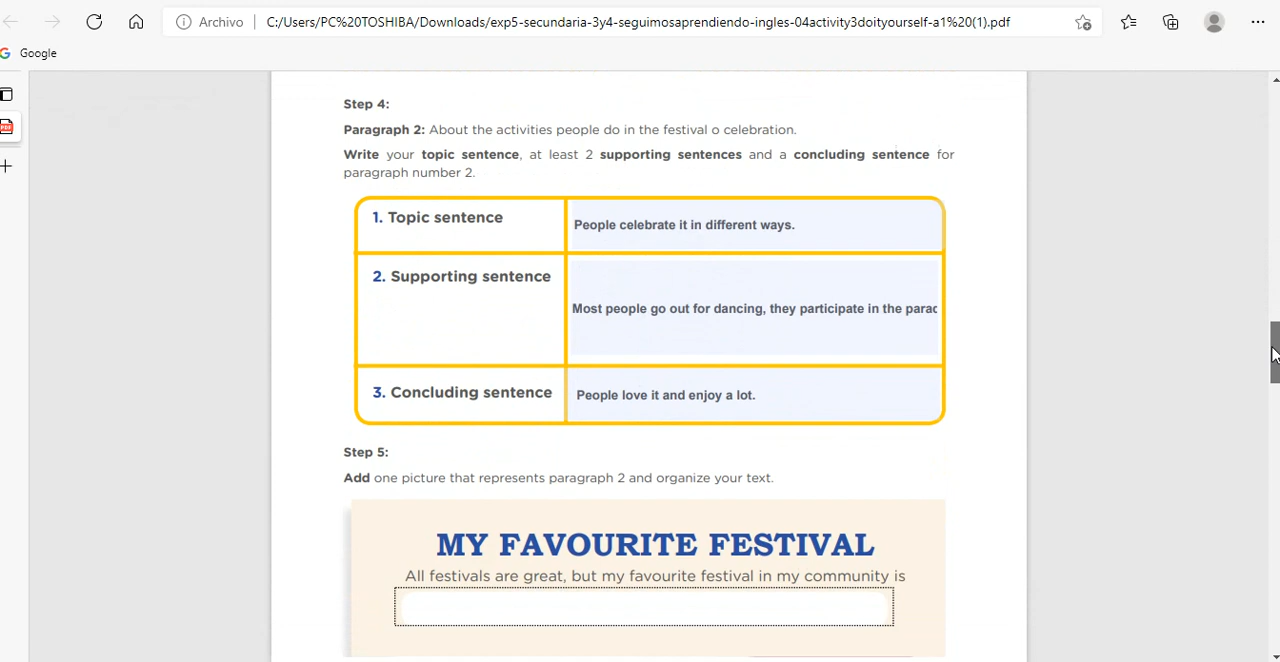 Archivo
C:/Users/PC%20TOSHIBA/Downloads/exp5-secundaria-3y4-seguimosaprendiendo-ingles-04activity3doityourself-a1%20(1).pdf
Google
PDF
Step 4:
Paragraph 2: About the activities people do in the festival o celebration.
Write your topic sentence, at least 2 supporting sentences and a concluding sentence for
paragraph number 2.
1. Topic sentence
People celebrate it in different ways.
2. Supporting sentence
Most people go out for dancing, they participate in the parac
3. Concluding sentence
People love it and enjoy a lot.
Step 5:
Add one picture that represents paragraph 2 and organize your text.
MY FAVOURITE FESTIVAL
All festivals are great, but my favourite festival in my community is